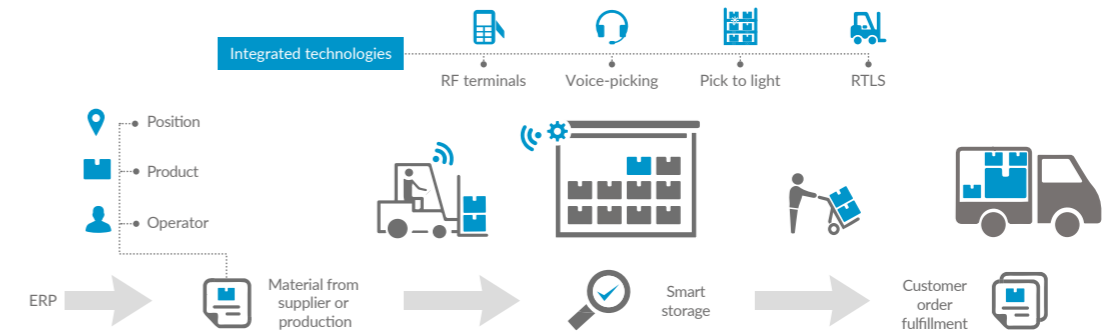 Integrated technologies
RF terminals
Voice-picking
Pick to light
RTLS
Position
Product
Operator
ERP
Material from
supplier or
production
Smart
storage
Customer
order
fulfillment